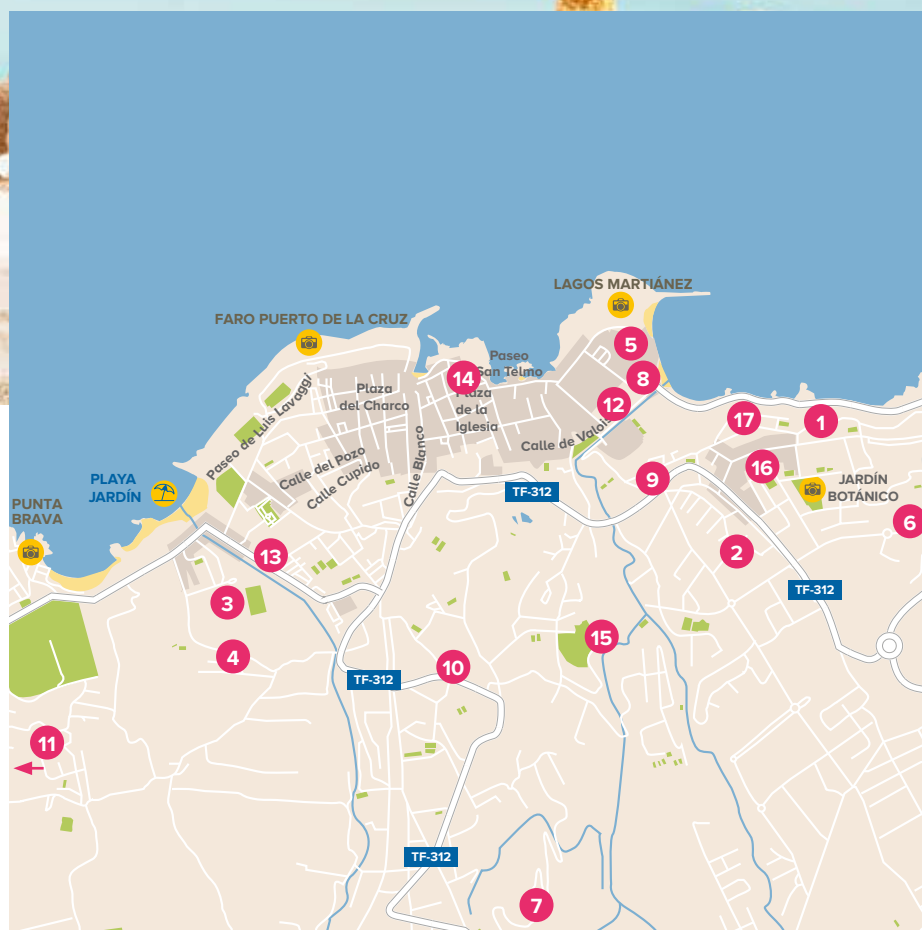 LAGOS MARTIÁNEZ
FARO PUERTO DE LA CRUZ
5
Paseo
San Telmo
14
8
Plaza
del Charco
Plaza
de la
Iglesia
12
17
1
Paseo de Luis Lavaggi
Calle de Valois
Calle Blanco
Calle del Pozo
Calle Cupido
16
9
JARDÍN
BOTÁNICO
PLAYA
JARDÍN
TF-312
PUNTA
BRAVA
6
13
2
TF-312
3
15
4
10
TF-312
11
TF-312
7